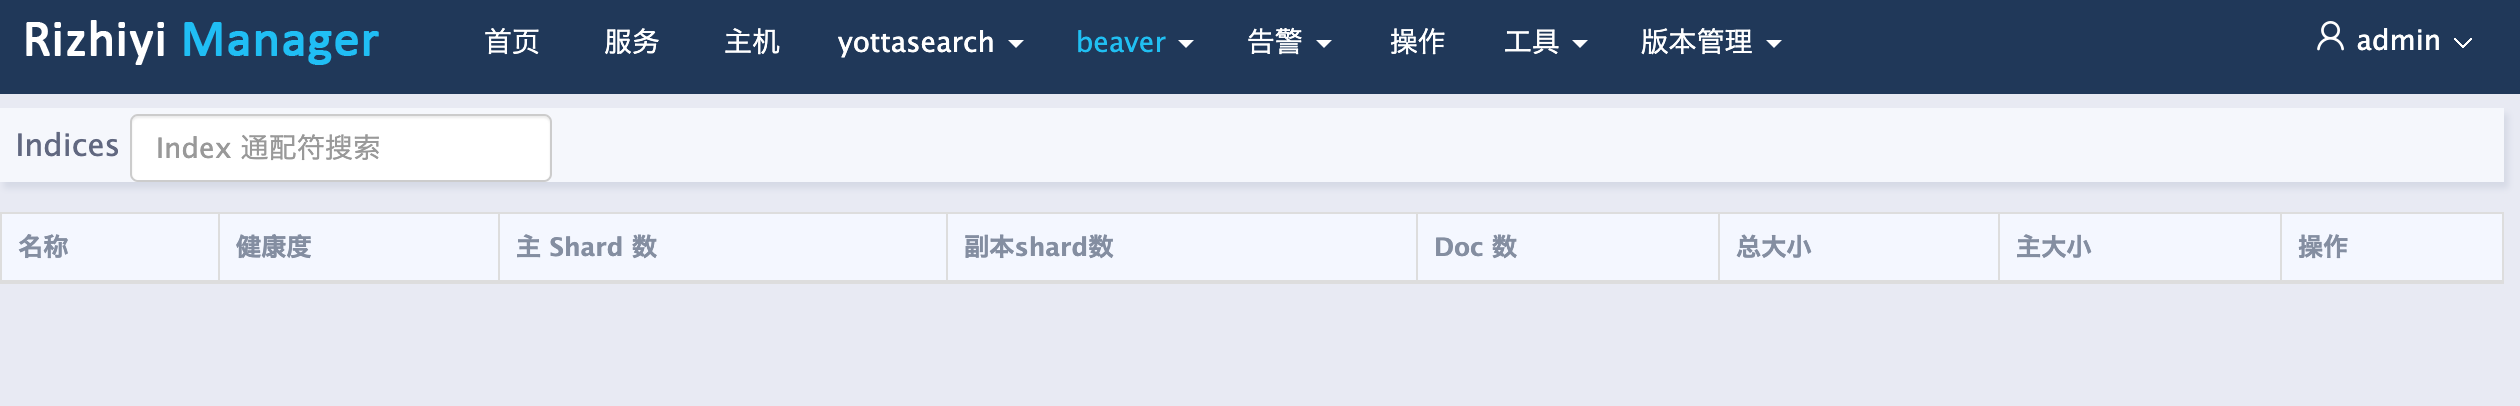 Rizhiyi Manager 首页 服务 主机 yottasearch beaver 告警 操作 工具 版本管理 admin
Indices Index 通配符搜索
名称 健康度 主 Shard 数 副本shard数 Doc 数 总大小 主大小 操作